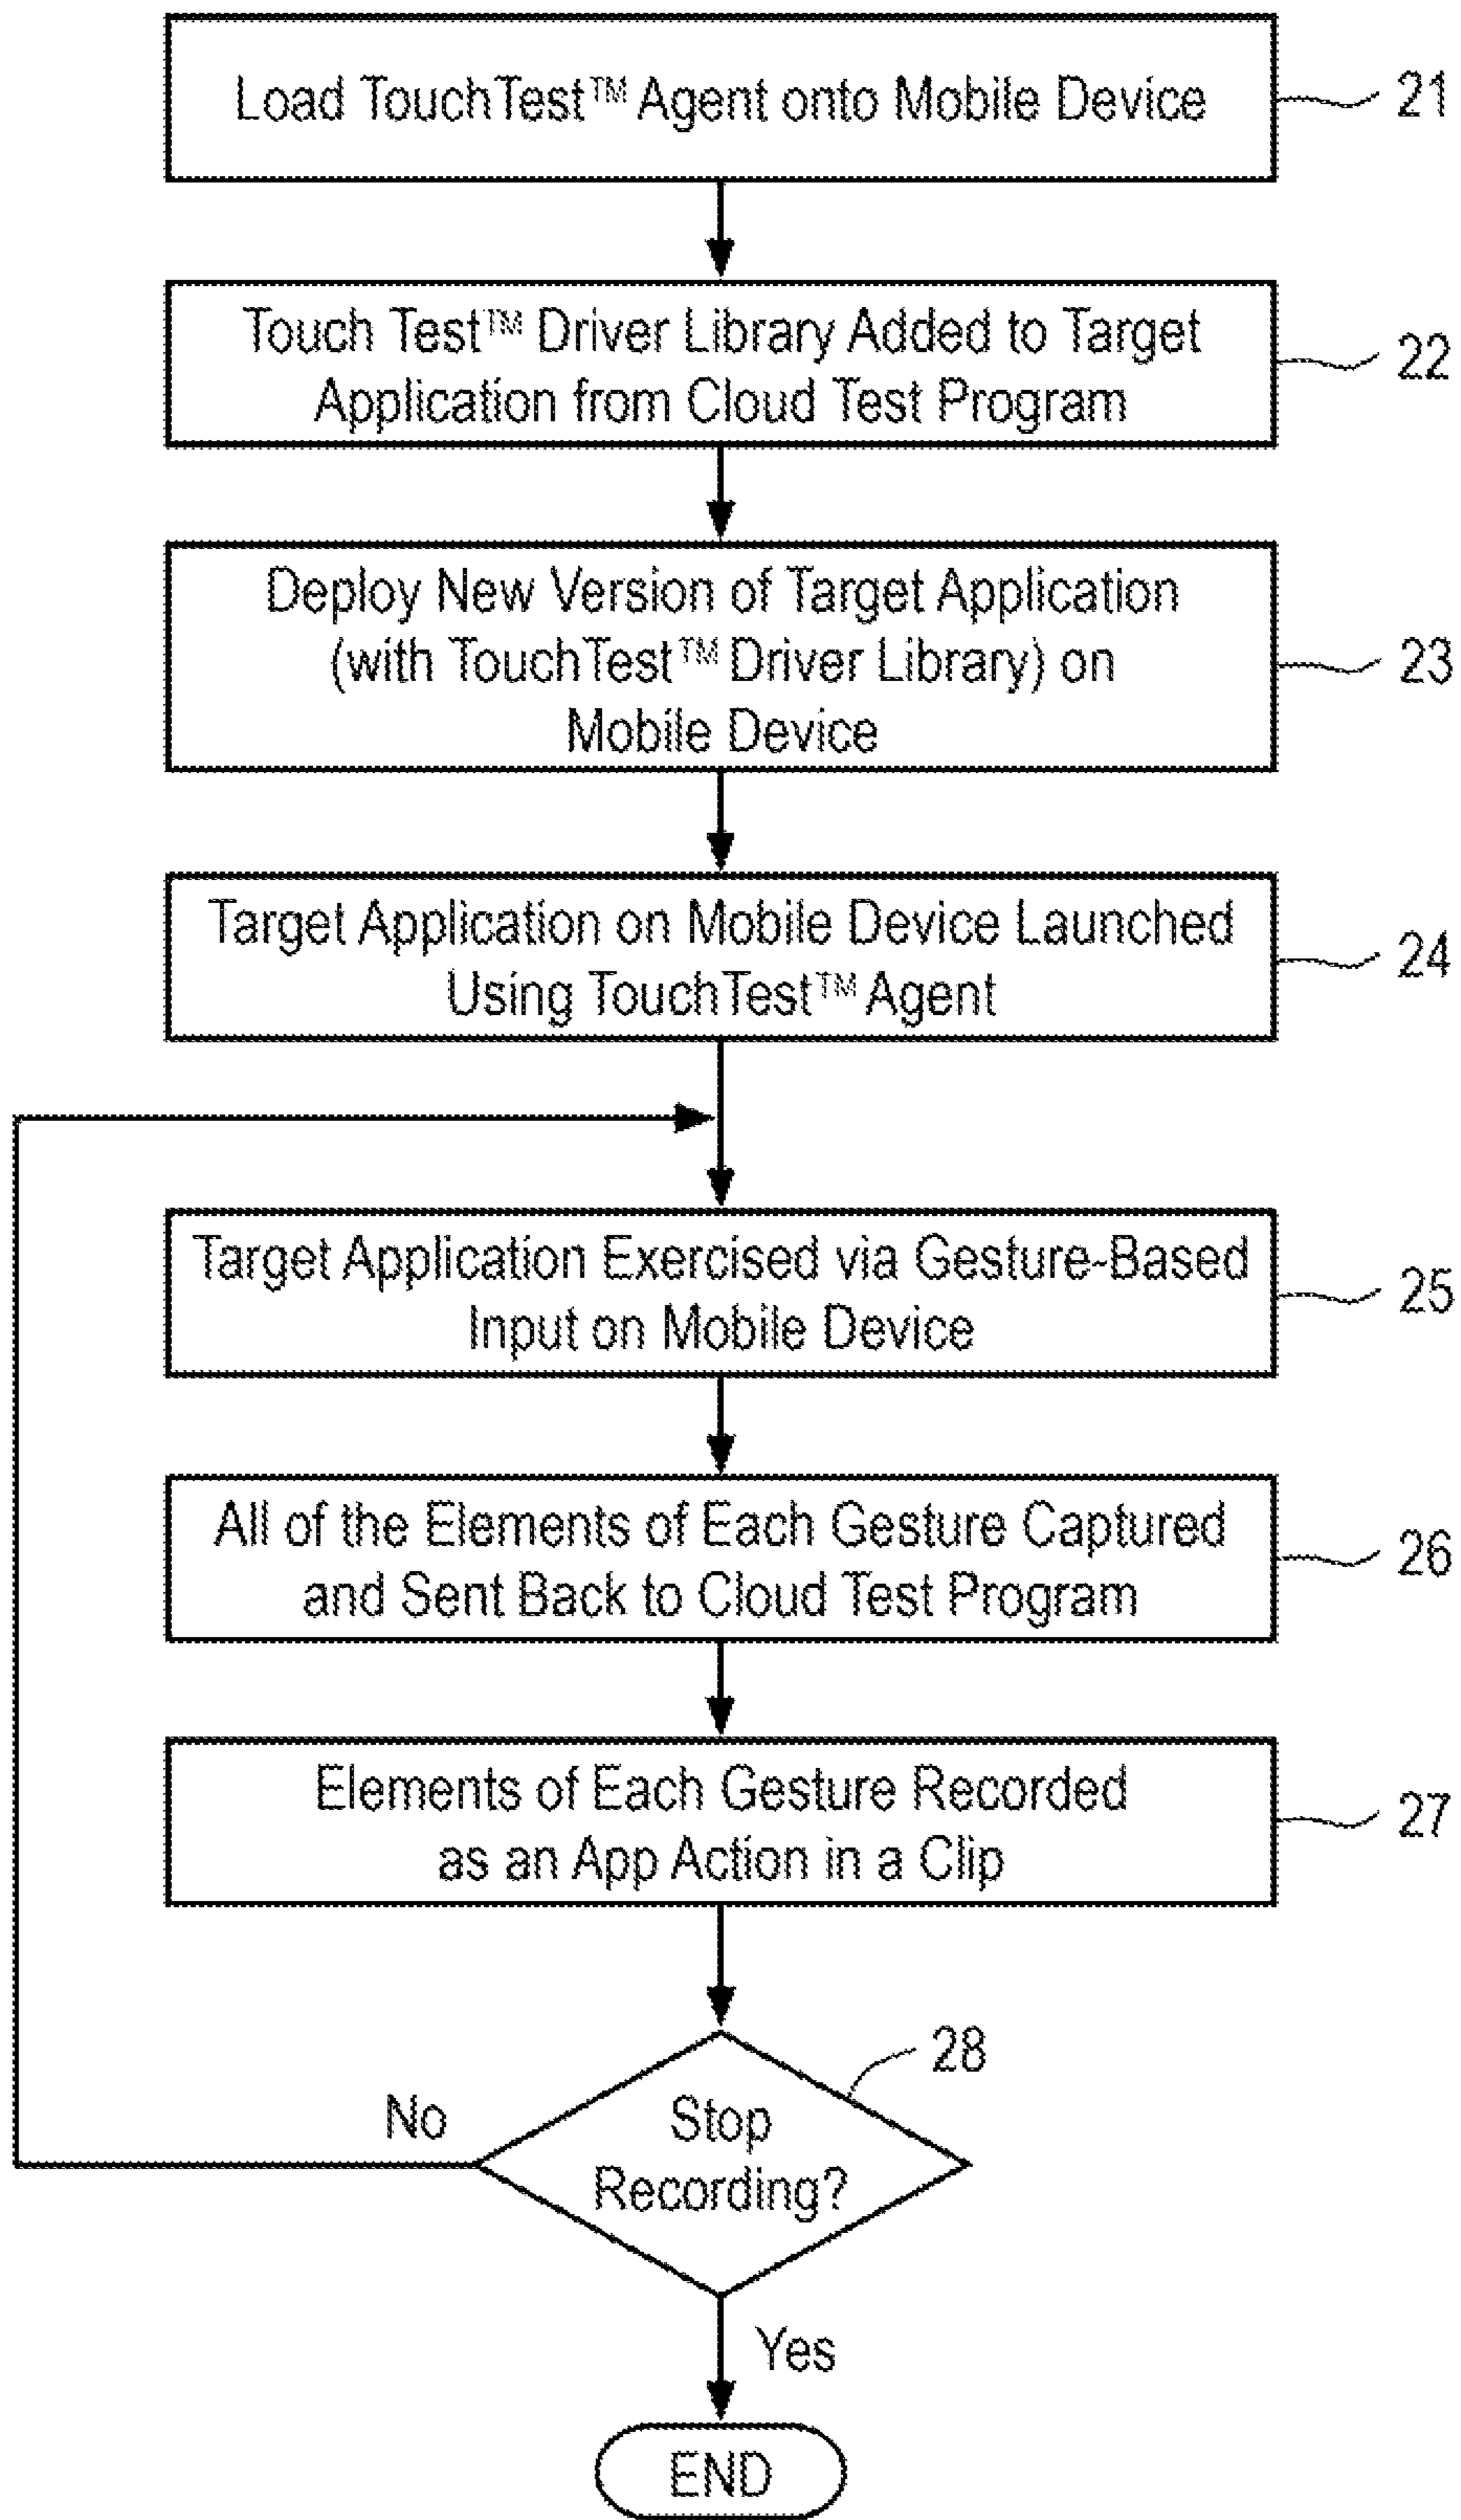 Load TouchTest™ Agent onto Mobile Device
21
Touch Test™ Driver Library Added to Target
Application from Cloud Test Program
22
Deploy New Version of Target Application
(with TouchTest™ Driver Library) on
Mobile Device
23
Target Application on Mobile Device Launched
Using TouchTest™ Agent
24
Target Application Exercised via Gesture-Based
Input on Mobile Device
25
All of the Elements of Each Gesture Captured
and Sent Back to Cloud Test Program
26
Elements of Each Gesture Recorded
as an App Action in a Clip
27
28
No
Stop
Recording?
Yes
END